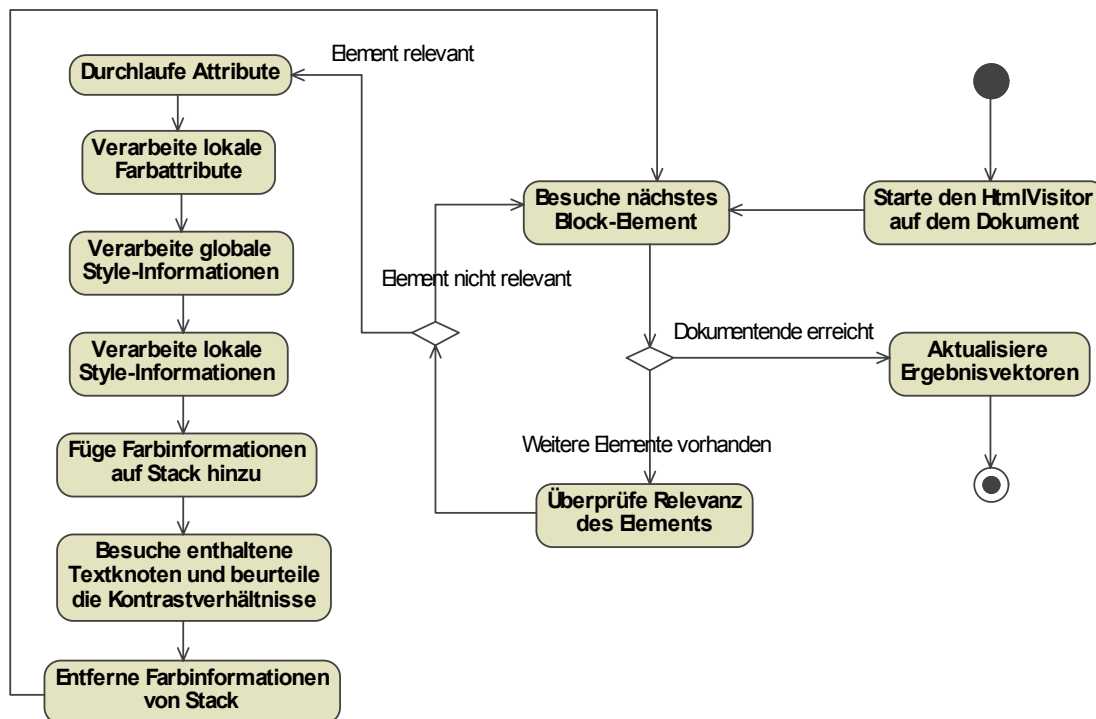 Element relevant
Durchlaufe Attribute
Verarbeite lokale
Farbattribute
Besuche nächstes
Block-Element
Starte den HtmlVisitor
auf dem Dokument
Verarbeite globale
Style-Informationen
Element nicht relevant
Dokumentende erreicht
Verarbeite lokale
Style-Informationen
Aktualisiere
Ergebnisvektoren
Füge Farbinformationen
auf Stack hinzu
Weitere Elemente vorhanden
Überprüfe Relevanz
des Elements
Besuche enthaltene
Textknoten und beurteile
die Kontrastverhältnisse
Entferne Farbinformationen
von Stack